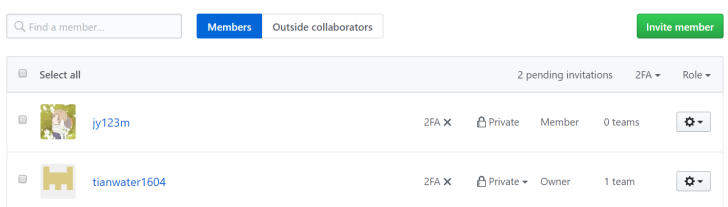 Find a member... Members Outside collaborators Invite member
Select all 2 pending invitations 2FA Role
jy123m 2FA Private Member 0 teams
tianwater1604 2FA Private Owner 1 team